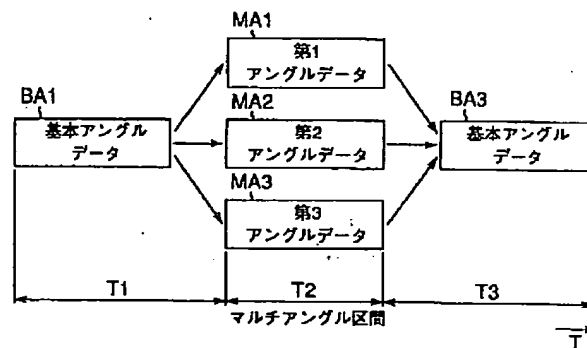 MA1
第1
アングルデータ
BA1
基本アングル
データ
MA2
第2
アングルデータ
BA3
基本アングル
データ
MA3
第3
アングルデータ
T1
T2
T3
マルチアングル区間
T